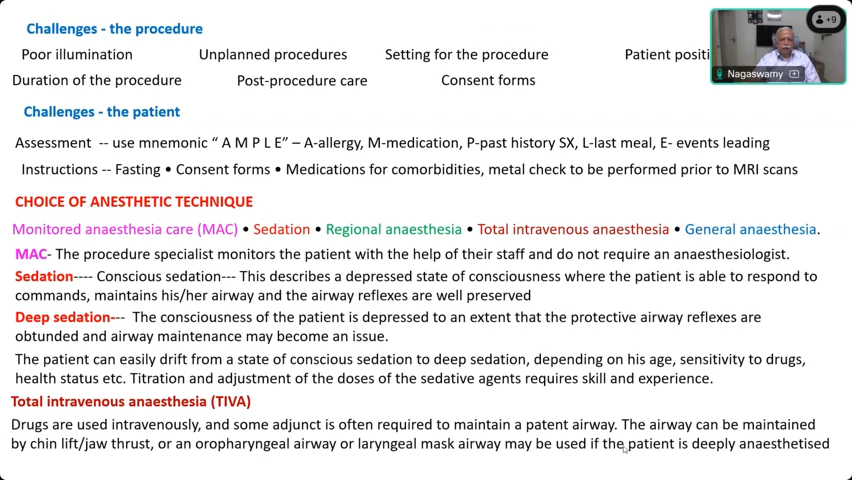 Challenges - the procedure
+9
Poor illumination Unplanned procedures Setting for the procedure Patient
Nagaswamy
Duration of the procedure Post-procedure care Consent forms
Challenges - the patient
Assessment -- use mnemonic “ A M P L E” – A-allergy, M-medication, P-past history SX, L-last meal, E- events leading
Instructions -- Fasting • Consent forms • Medications for comorbidities, metal check to be performed prior to MRI scans
CHOICE OF ANESTHETIC TECHNIQUE
Monitored anaesthesia care (MAC) • Sedation • Regional anaesthesia • Total intravenous anaesthesia • General anaesthesia.
MAC- The procedure specialist monitors the patient with the help of their staff and do not require an anaesthesiologist.
Sedation---- Conscious sedation--- This describes a depressed state of consciousness where the patient is able to respond to
commands, maintains his/her airway and the airway reflexes are well preserved
Deep sedation--- The consciousness of the patient is depressed to an extent that the protective airway reflexes are
obtunded and airway maintenance may become an issue.
The patient can easily drift from a state of conscious sedation to deep sedation, depending on his age, sensitivity to drugs,
health status etc. Titration and adjustment of the doses of the sedative agents requires skill and experience.
Total intravenous anaesthesia (TIVA)
Drugs are used intravenously, and some adjunct is often required to maintain a patent airway. The airway can be maintained
by chin lift/jaw thrust, or an oropharyngeal airway or laryngeal mask airway may be used if the patient is deeply anaesthetised